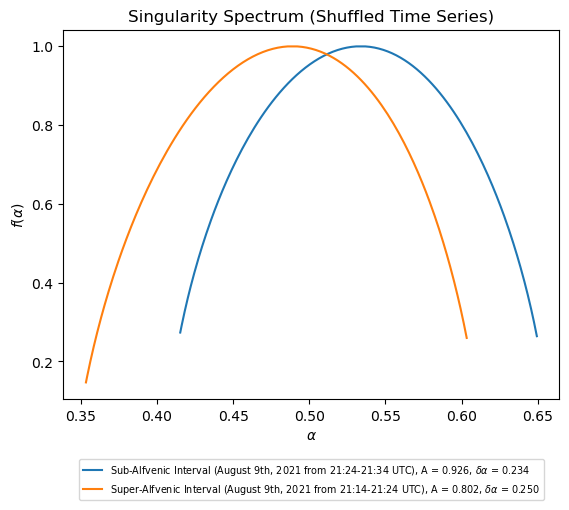 Singularity Spectrum (Shuffled Time Series)
1.0
0.8
0.6
0.4
0.2
f(α)
0.35 0.40 0.45 0.50 0.55 0.60 0.65
α
Sub-Alfvenic Interval (August 9th, 2021 from 21:24-21:34 UTC), A = 0.926, δα = 0.234
Super-Alfvenic Interval (August 9th, 2021 from 21:14-21:24 UTC), A = 0.802, δα = 0.250